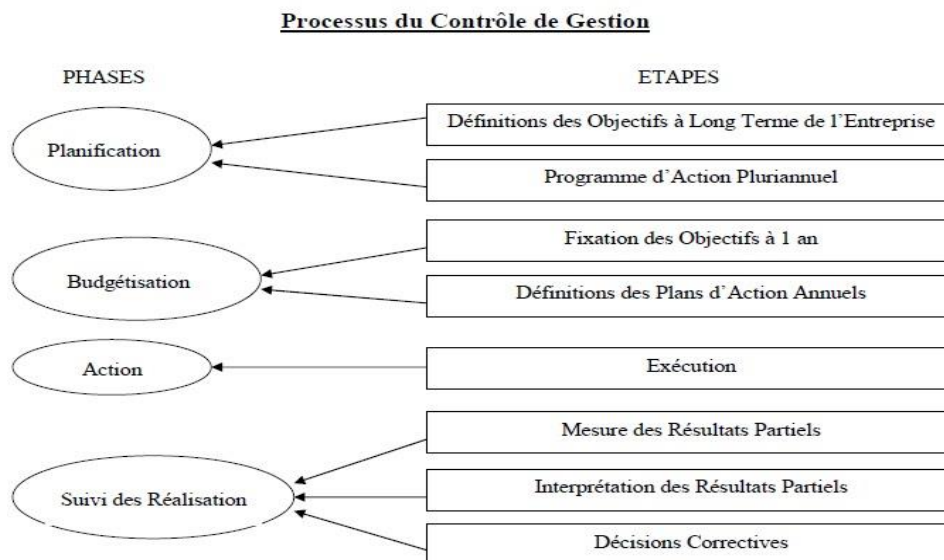 Processus du Contrôle de Gestion
PHASES
ETAPES
Planification
Définitions des Objectifs à Long Terme de l'Entreprise
Programme d'Action Pluriannuel
Budgétisation
Fixation des Objectifs à 1 an
Définitions des Plans d'Action Annuels
Action
Exécution
Suivi des Réalisation
Mesure des Résultats Partiels
Interprétation des Résultats Partiels
Décisions Correctives